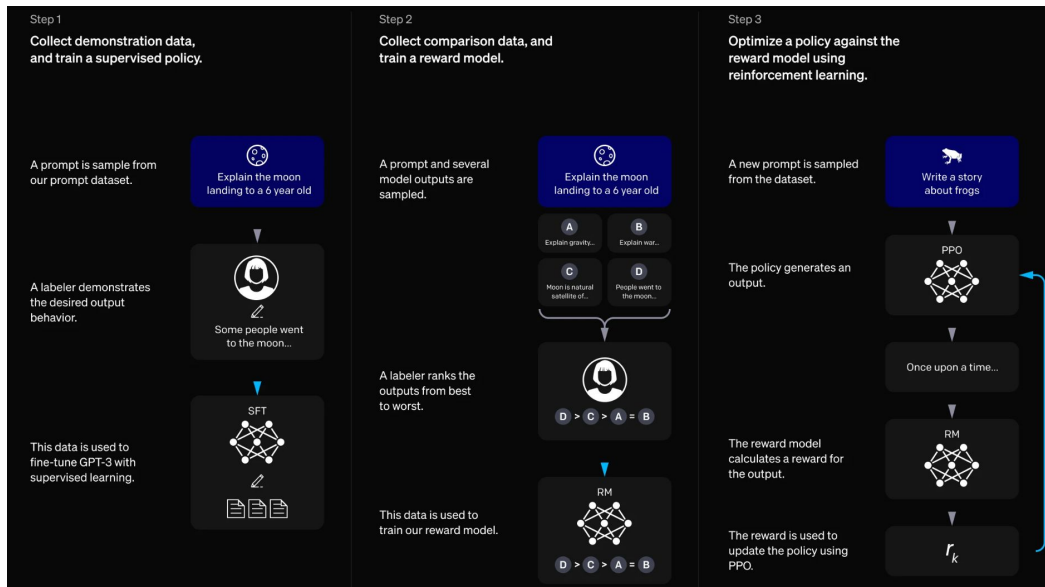 Step 1
Collect demonstration data,
and train a supervised policy.
A prompt is sample from
our prompt dataset.
Explain the moon
landing to a 6 year old
A labeler demonstrates
the desired output
behavior.
Some people went
to the moon...
This data is used to
fine-tune GPT-3 with
supervised learning.
SFT
Step 2
Collect comparison data, and
train a reward model.
A prompt and several
model outputs are
sampled.
Explain the moon
landing to a 6 year old
A
Explain gravity...
B
Explain war...
C
Moon is natural
satellite of...
D
People went to
the moon...
A labeler ranks the
outputs from best
to worst.
D > C > A = B
This data is used to
train our reward model.
RM
D > C > A = B
Step 3
Optimize a policy against the
reward model using
reinforcement learning.
A new prompt is sampled
from the dataset.
Write a story
about frogs
The policy generates an
output.
PPO
Once upon a time...
The reward model
calculates a reward for
the output.
RM
The reward is used to
update the policy using
PPO.
rk